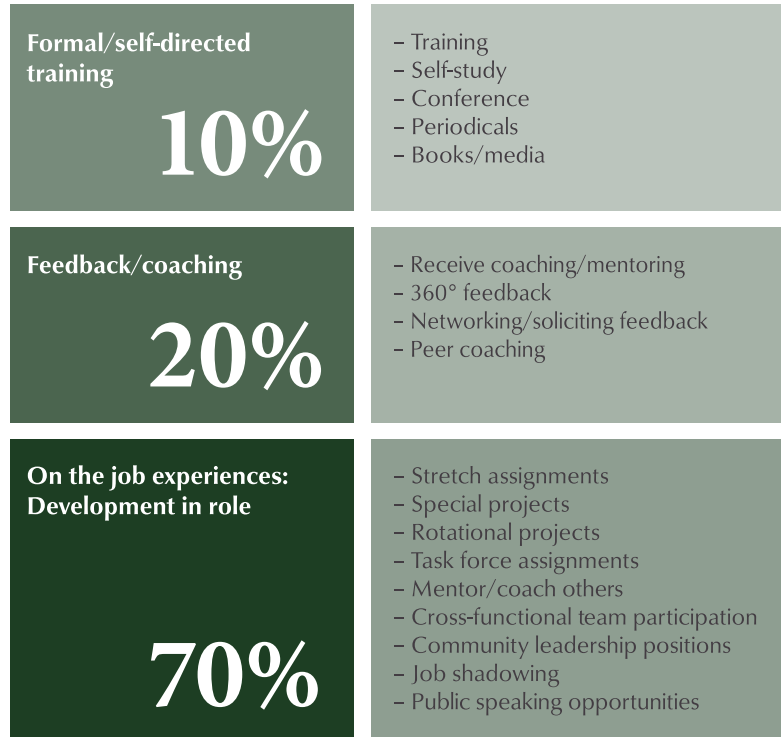 Formal/self-directed
training
10%
– Training
– Self-study
– Conference
– Periodicals
– Books/media
Feedback/coaching
20%
– Receive coaching/mentoring
– 360° feedback
– Networking/soliciting feedback
– Peer coaching
On the job experiences:
Development in role
70%
– Stretch assignments
– Special projects
– Rotational projects
– Task force assignments
– Mentor/coach others
– Cross-functional team participation
– Community leadership positions
– Job shadowing
– Public speaking opportunities